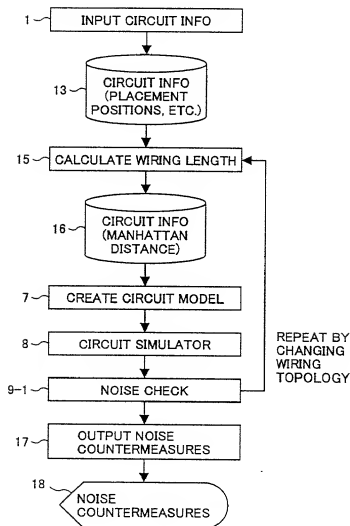 1 INPUT CIRCUIT INFO
13 CIRCUIT INFO
(PLACEMENT
POSITIONS, ETC.)
15 CALCULATE WIRING LENGTH
16 CIRCUIT INFO
(MANHATTAN
DISTANCE)
7 CREATE CIRCUIT MODEL
8 CIRCUIT SIMULATOR
9-1 NOISE CHECK
REPEAT BY
CHANGING
WIRING
TOPOLOGY
17 OUTPUT NOISE
COUNTERMEASURES
18 NOISE
COUNTERMEASURES